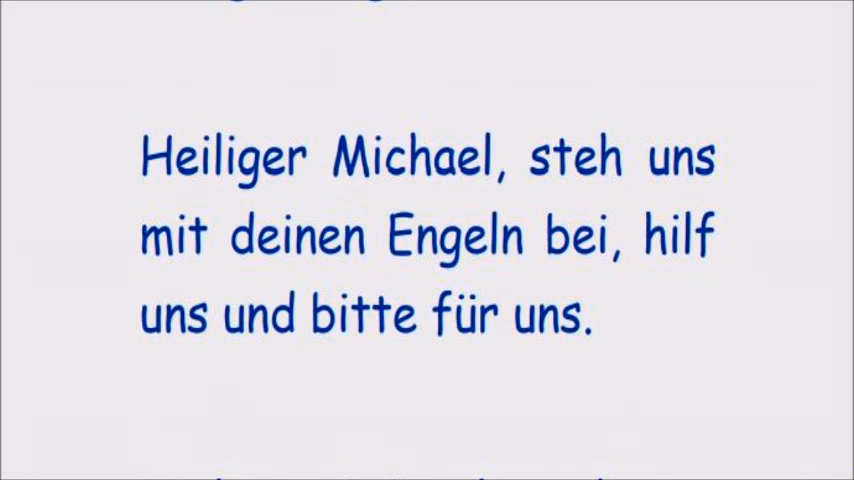 Heiliger Michael, steh uns
mit deinen Engeln bei, hilf
uns und bitte für uns.